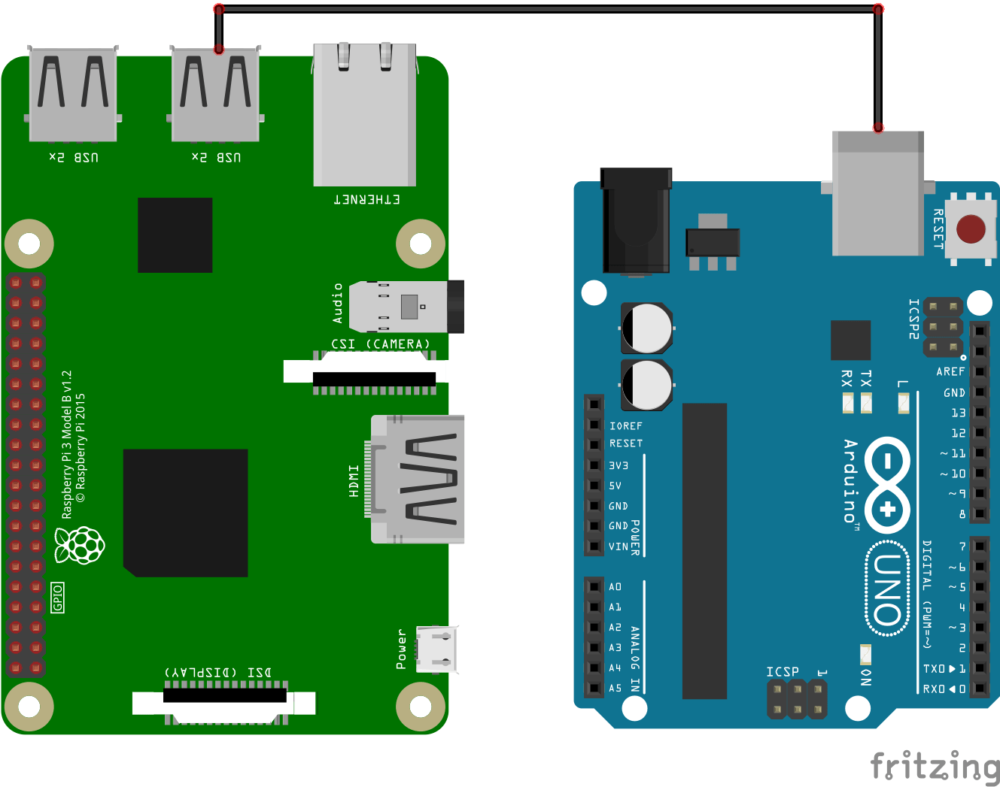 USB 2x
USB 2x
ETHERNET
Audio
CSI (CAMERA)
Raspberry Pi 3 Model B v1.2
© Raspberry Pi 2015
HDMI
GPIO
Power
DSI (DISPLAY)
RESET
ICSP2
AREF
GND
13
12
~11
~10
~9
8
7
~6
~5
4
~3
2
TX0▶1
RX0◀0
RX
TX
L
IOREF
RESET
3V3
5V
GND
GND
VIN
POWER
A0
A1
A2
A3
A4
A5
ANALOG IN
Arduino™
UNO
DIGITAL (PWM=~)
ICSP
1
ON
fritzing